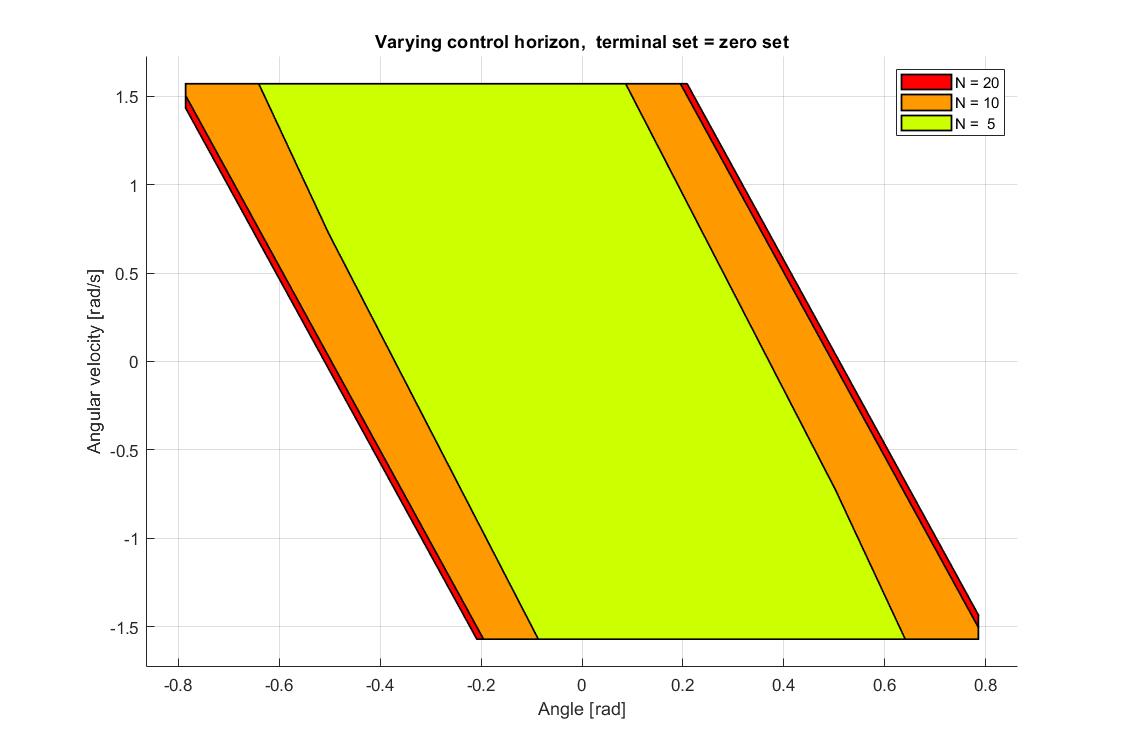 Varying control horizon,  terminal set = zero set
N = 20
N = 10
N =  5
Angular velocity [rad/s]
1.5
1
0.5
0
-0.5
-1
-1.5
-0.8
-0.6
-0.4
-0.2
0
0.2
0.4
0.6
0.8
Angle [rad]